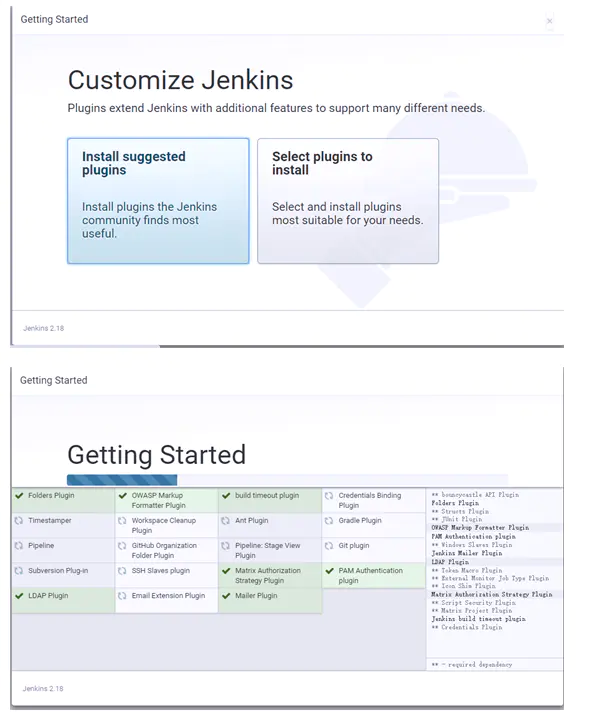 Getting Started
×
Customize Jenkins
Plugins extend Jenkins with additional features to support many different needs.
Install suggested
plugins
Install plugins the Jenkins
community finds most
useful.
Select plugins to
install
Select and install plugins
most suitable for your needs.
Jenkins 2.18
Getting Started
Getting Started
Folders Plugin
OWASP Markup
Formatter Plugin
build timeout plugin
Credentials Binding
Plugin
Timestamper
Workspace Cleanup
Plugin
Ant Plugin
Gradle Plugin
Pipeline
GitHub Organization
Folder Plugin
Pipeline: Stage View
Plugin
Git plugin
Subversion Plug-in
SSH Slaves plugin
Matrix Authorization
Strategy Plugin
PAM Authentication
plugin
LDAP Plugin
Email Extension Plugin
Mailer Plugin
** bouncycastle API Plugin
Folders Plugin
** Structs Plugin
** JUnit Plugin
OWASP Markup Formatter Plugin
PAM Authentication plugin
** Windows Slaves Plugin
Jenkins Mailer Plugin
LDAP Plugin
** Token Macro Plugin
** External Monitor Job Type Plugin
** Icon Shim Plugin
Matrix Authorization Strategy Plugin
** Script Security Plugin
** Matrix Project Plugin
Jenkins build timeout plugin
** Credentials Plugin
** - required dependency
Jenkins 2.18